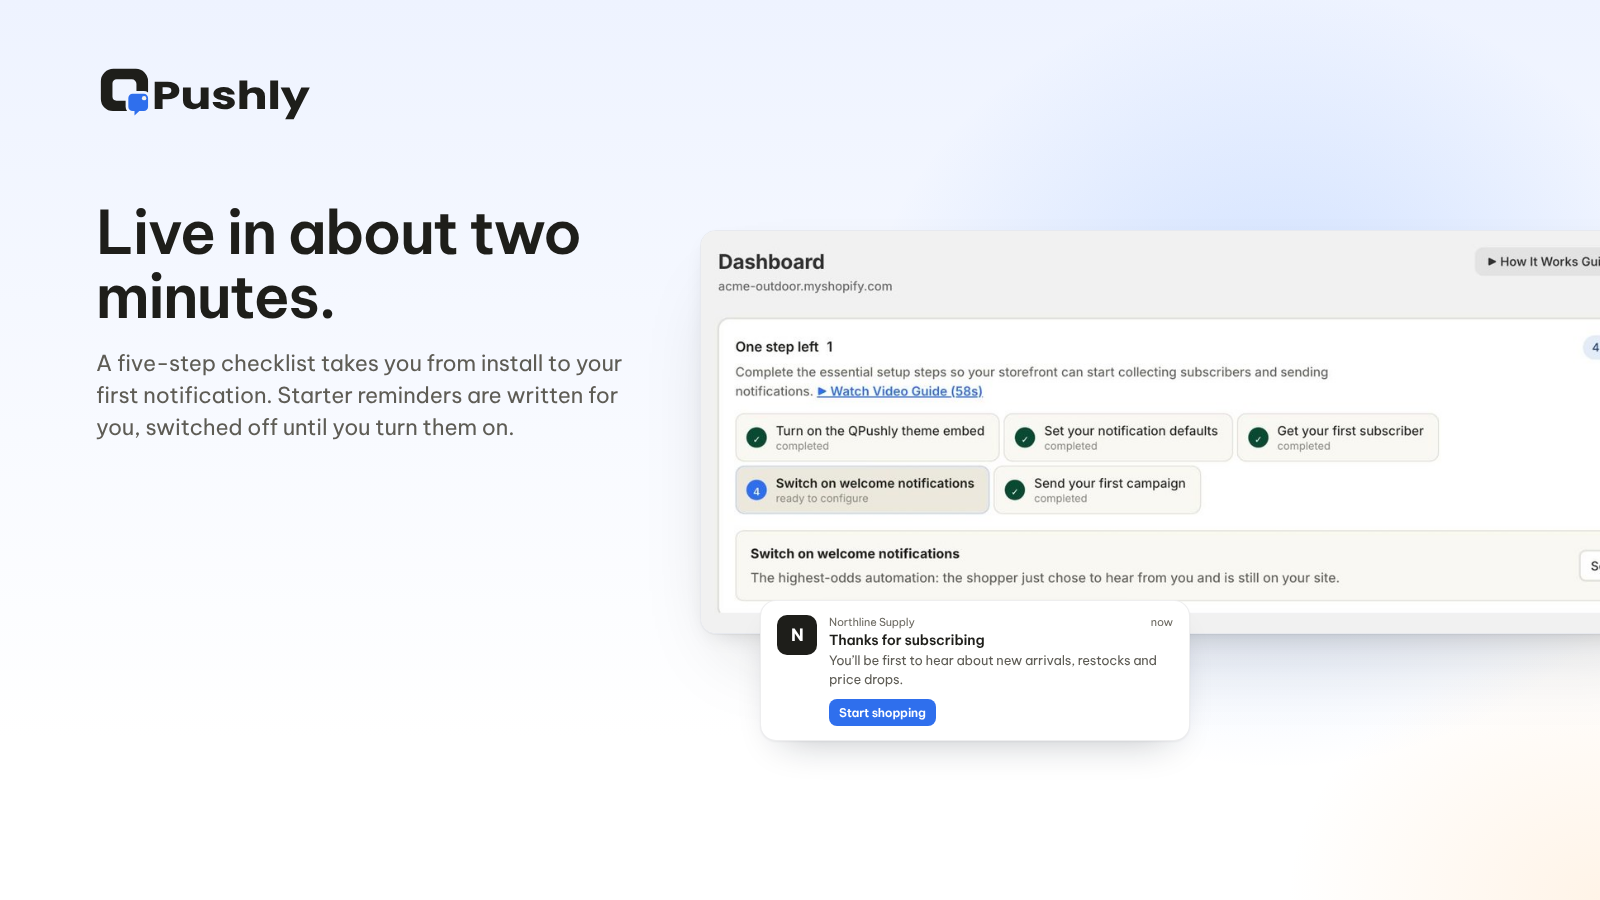 QPushly
Live in about two
minutes.
A five-step checklist takes you from install to your
first notification. Starter reminders are written for
you, switched off until you turn them on.
Dashboard
▶ How It Works
acme-outdoor.myshopify.com
One step left 1
4
Complete the essential setup steps so your storefront can start collecting subscribers and sending
notifications. ▶ Watch Video Guide (58s)
✓ Turn on the QPushly theme embed
completed
✓ Set your notification defaults
completed
✓ Get your first subscriber
completed
4 Switch on welcome notifications
ready to configure
✓ Send your first campaign
completed
Switch on welcome notifications
The highest-odds automation: the shopper just chose to hear from you and is still on your site.
N
Northline Supply
now
Thanks for subscribing
You'll be first to hear about new arrivals, restocks and
price drops.
Start shopping